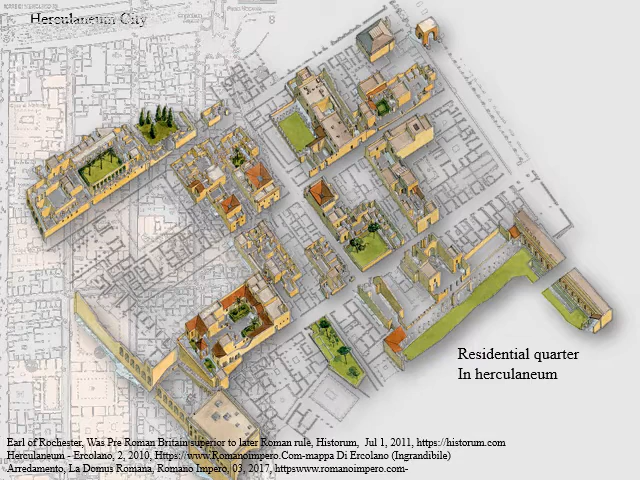 Herculaneum City
Residential quarter
In herculaneum
Earl of Rochester, Was Pre Roman Britain superior to later Roman rule, Historum, Jul 1, 2011, https://historum.com
Herculaneum - Ercolano, 2, 2010, Https://www.Romanoimpero.Com-mappa Di Ercolano (Ingrandibile)
Arredamento, La Domus Romana, Romano Impero, 03, 2017, httpswww.romanoimpero.com-